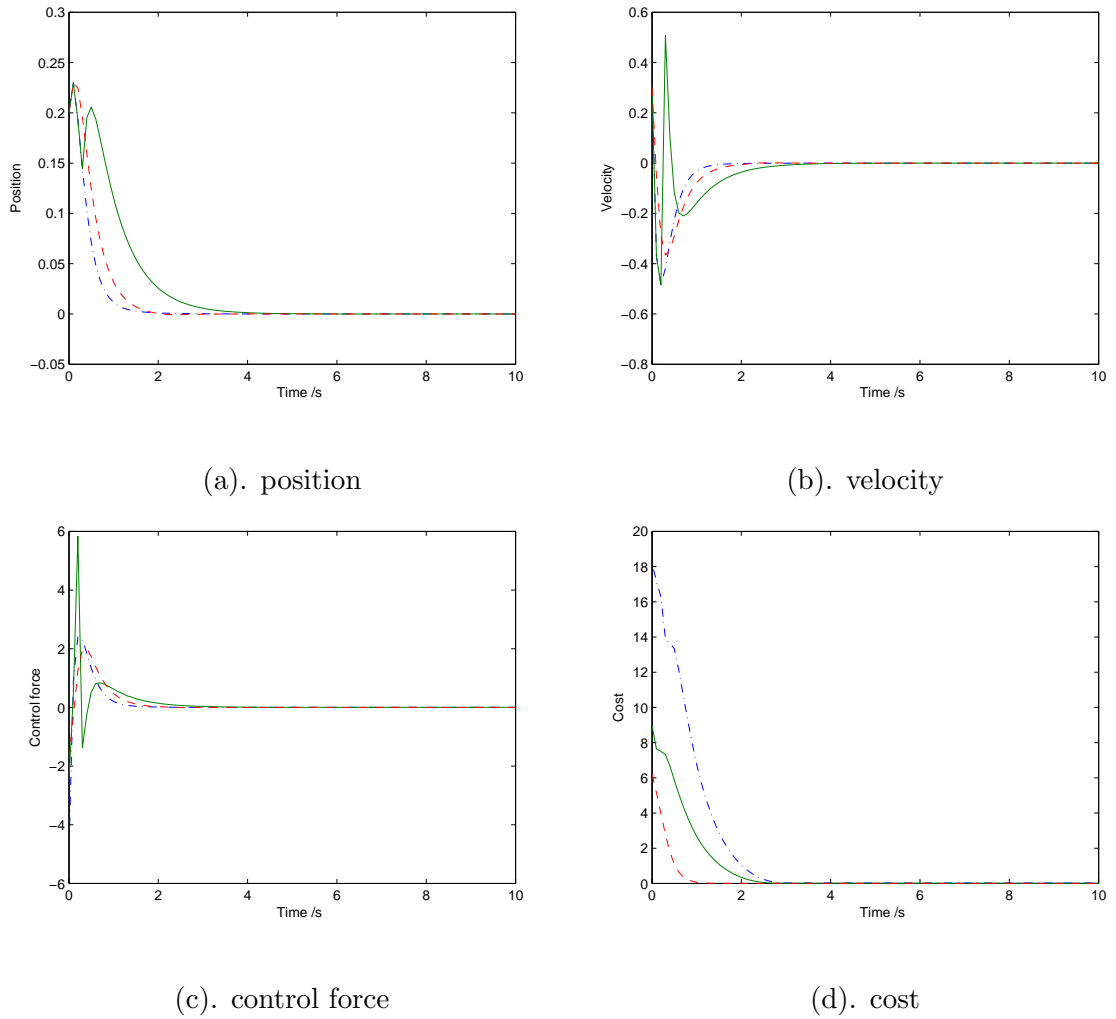 0.3
0.25
0.2
0.15
0.1
0.05
0
−0.05
Position
0 2 4 6 8 10
Time /s
(a). position
0.6
0.4
0.2
0
−0.2
−0.4
−0.6
−0.8
Velocity
0 2 4 6 8 10
Time /s
(b). velocity
6
4
2
0
−2
−4
−6
Control force
0 2 4 6 8 10
Time /s
(c). control force
20
18
16
14
12
10
8
6
4
2
0
Cost
0 2 4 6 8 10
Time /s
(d). cost